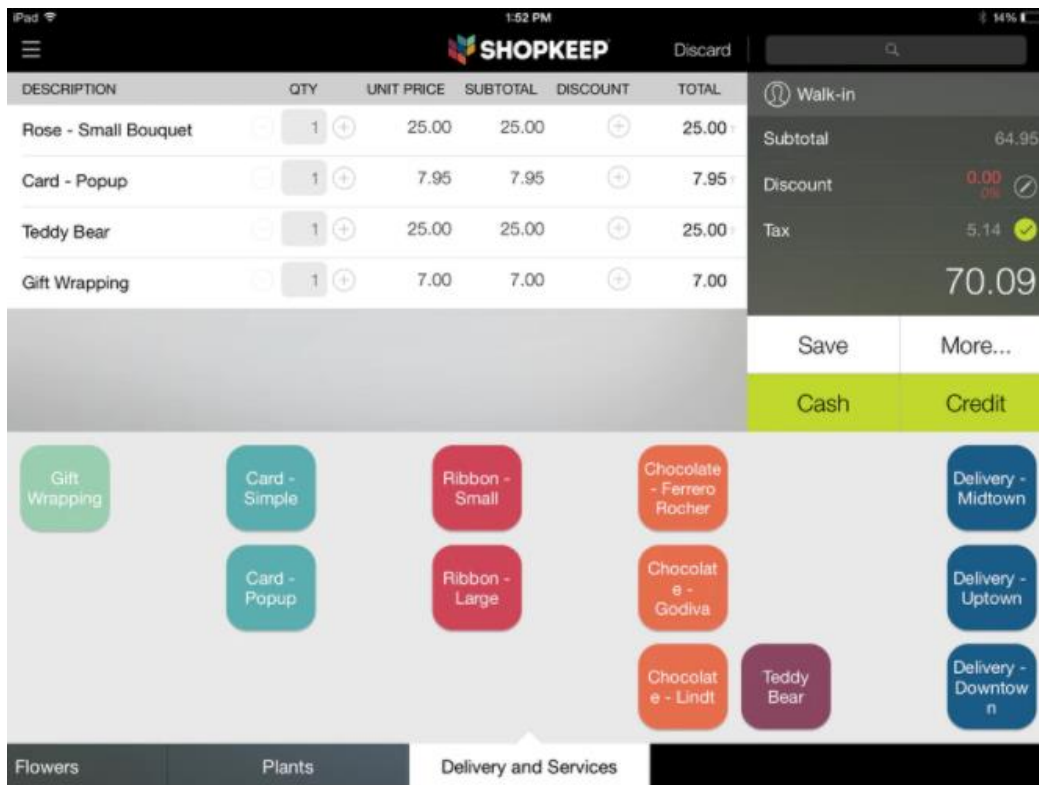 iPad 1:52 PM 14%
SHOPKEEP Discard
DESCRIPTION QTY UNIT PRICE SUBTOTAL DISCOUNT TOTAL
Rose - Small Bouquet 1 25.00 25.00 25.00 T
Card - Popup 1 7.95 7.95 7.95 T
Teddy Bear 1 25.00 25.00 25.00 T
Gift Wrapping 1 7.00 7.00 7.00
Walk-in
Subtotal 64.95
Discount 0.00
0%
Tax 5.14
70.09
Save More...
Cash Credit
Gift
Wrapping
Card -
Simple
Ribbon -
Small
Chocolate
- Ferrero
Rocher
Delivery -
Midtown
Card -
Popup
Ribbon -
Large
Chocolat
e -
Godiva
Delivery -
Uptown
Chocolat
e - Lindt
Teddy
Bear
Delivery -
Downtow
n
Flowers Plants Delivery and Services